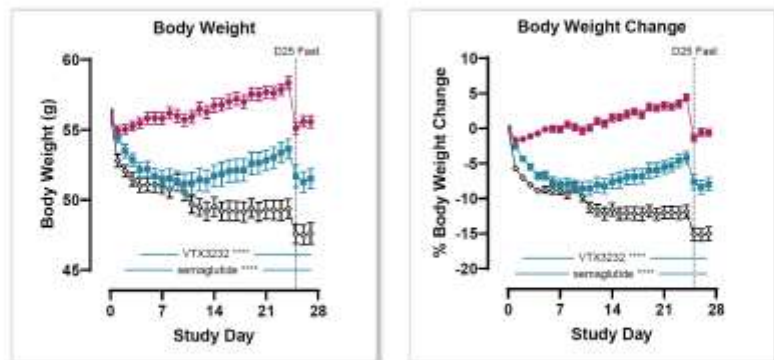 Body Weight
D25 Fast
60
55
50
45
Body Weight (g)
VTX3232 ****
semaglutide ****
0 7 14 21 28
Study Day
Body Weight Change
D25 Fast
10
5
0
-5
-10
-15
-20
% Body Weight Change
VTX3232 ****
semaglutide ****
0 7 14 21 28
Study Day